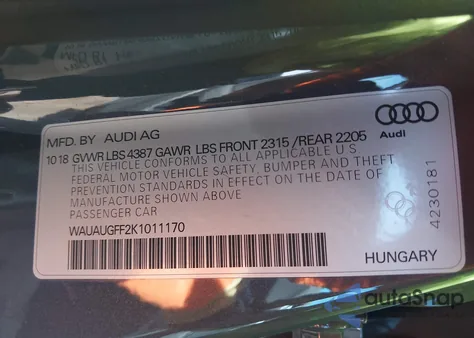 MFD. BY AUDI AG
10 18 GWR LBS 4387 GAWR LBS FRONT 2315 /REAR 2205
THIS VEHICLE CONFORMS TO ALL APPLICABLE U.S.
FEDERAL MOTOR VEHICLE SAFETY, BUMPER AND THEFT
PREVENTION STANDARDS IN EFFECT ON THE DATE OF
MANUFACTURE SHOWN ABOVE
PASSENGER CAR
WAUAUGFF2K1011170
Audi
4230181
HUNGARY
autoSnap